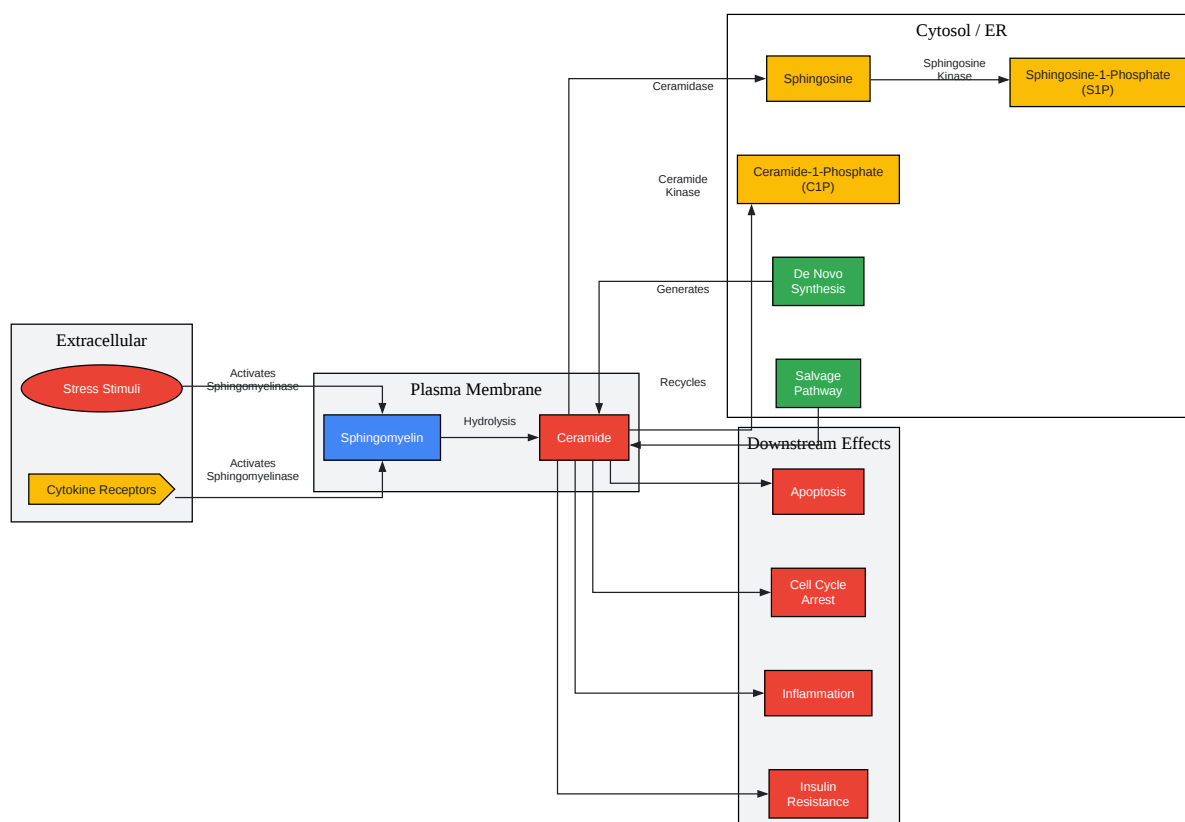 Cytosol / ER
Sphingosine
Kinase
Sphingosine
Sphingosine-1-Phosphate
(S1P)
Ceramidase
Ceramide-1-Phosphate
(C1P)
Ceramide
Kinase
De Novo
Synthesis
Generates
Extracellular
Stress Stimuli
Activates
Sphingomyelinase
Cytokine Receptors
Activates
Sphingomyelinase
Plasma Membrane
Sphingomyelin
Hydrolysis
Ceramide
Recycles
Salvage
Pathway
Downstream Effects
Apoptosis
Cell Cycle
Arrest
Inflammation
Insulin
Resistance